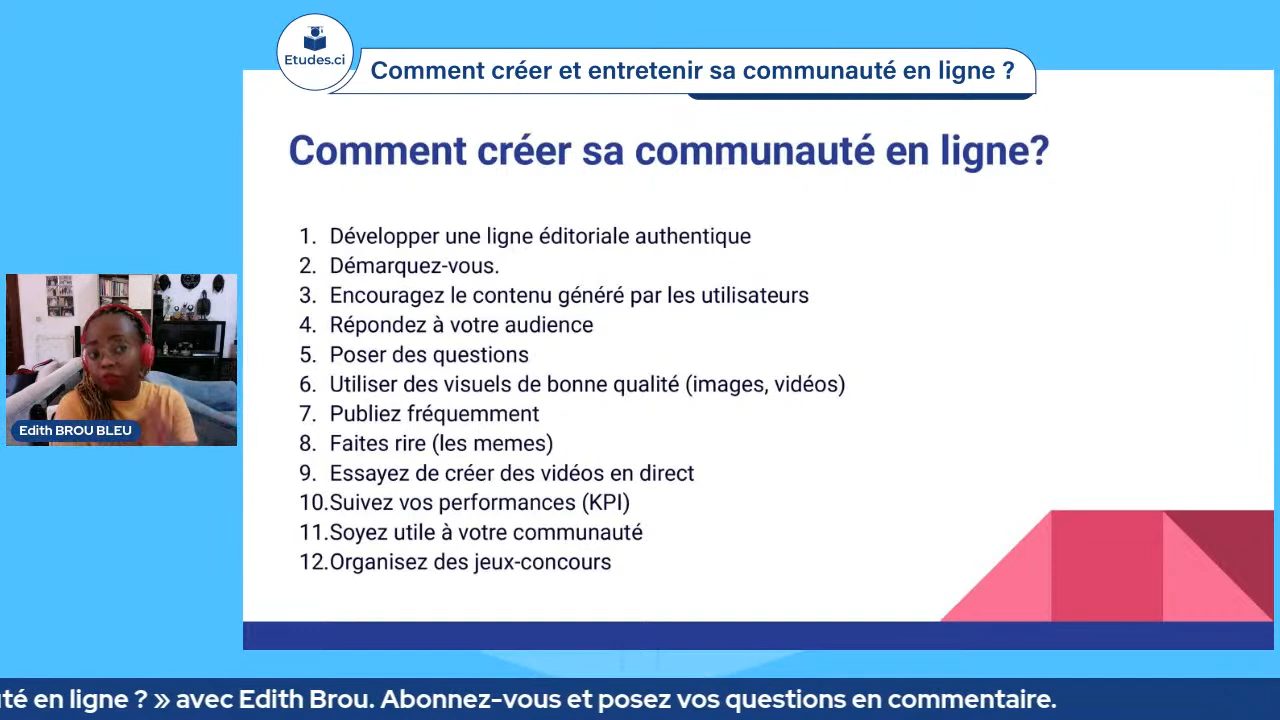 Etudes.ci
Comment créer et entretenir sa communauté en ligne ?
Comment créer sa communauté en ligne?
1. Développer une ligne éditoriale authentique
2. Démarquez-vous.
3. Encouragez le contenu généré par les utilisateurs
4. Répondez à votre audience
5. Poser des questions
6. Utiliser des visuels de bonne qualité (images, vidéos)
7. Publiez fréquemment
8. Faites rire (les memes)
9. Essayez de créer des vidéos en direct
10.Suivez vos performances (KPI)
11.Soyez utile à votre communauté
12.Organisez des jeux-concours
Edith BROU BLEU
té en ligne ? » avec Edith Brou. Abonnez-vous et posez vos questions en commentaire.